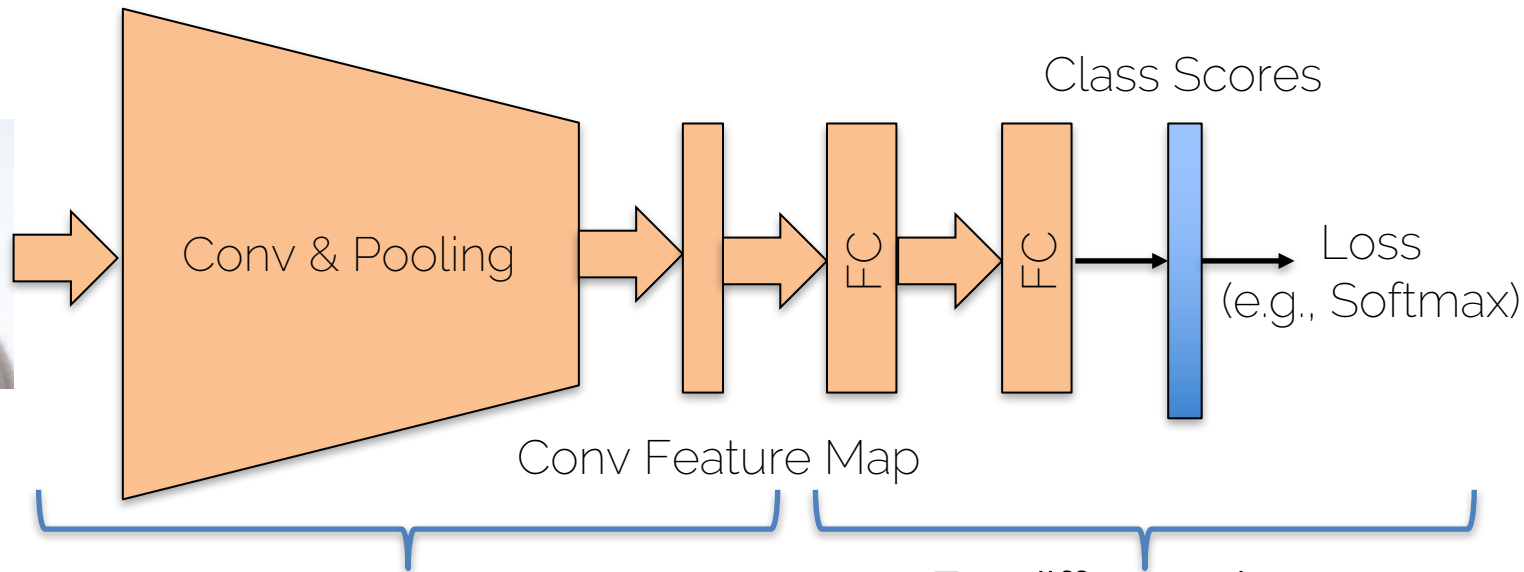 Class Scores
Conv & Pooling
FC
FC
Loss
(e.g., Softmax)
Conv Feature Map